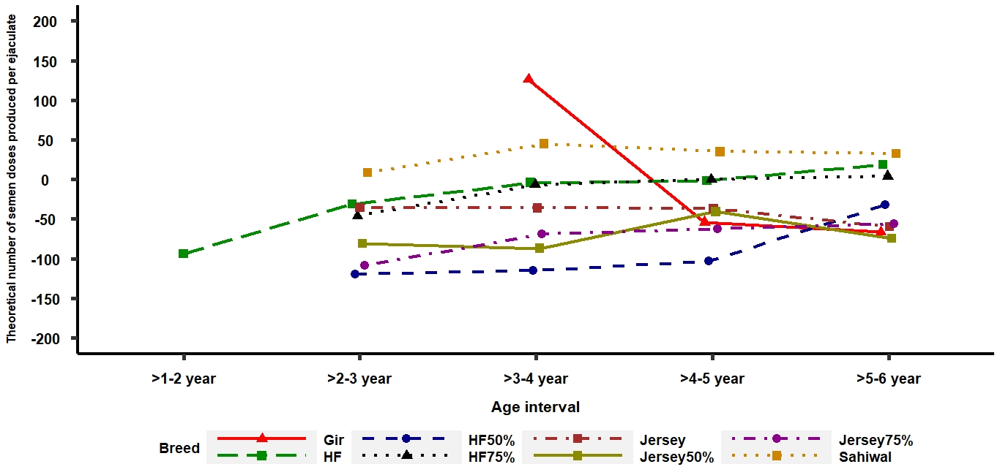 Theoretical number of semen doses produced per ejaculate
200
150
100
50
0
-50
-100
-150
-200
>1-2 year >2-3 year >3-4 year >4-5 year >5-6 year
Age interval
Breed
Gir HF50% Jersey Jersey75%
HF HF75% Jersey50% Sahiwal